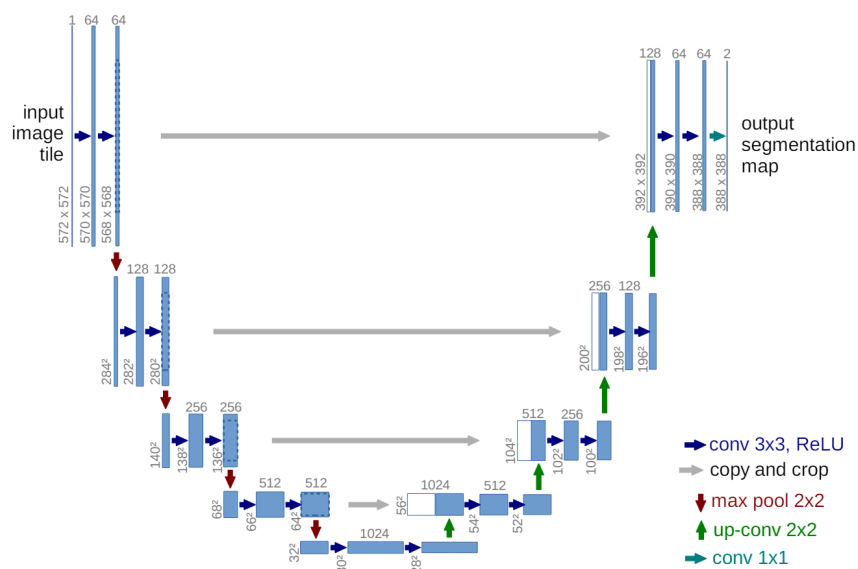 1 64 64
input
image
tile
572 x 572
570 x 570
568 x 568
128 64 64 2
output
segmentation
map
392 x 392
390 x 390
388 x 388
388 x 388
128 128
284²
282²
280²
256 128
200²
198²
196²
256 256
140²
138²
136²
512 256
104²
102²
100²
512 512
68²
66²
64²
1024 512
56²
54²
52²
1024
32²
conv 3x3, ReLU
copy and crop
max pool 2x2
up-conv 2x2
conv 1x1